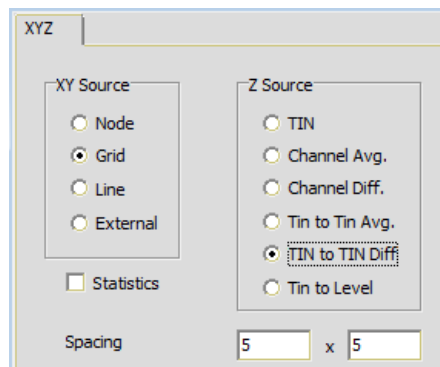 XYZ
XY Source
Node
Grid
Line
External
Statistics
Z Source
TIN
Channel Avg.
Channel Diff.
Tin to Tin Avg.
TIN to TIN Diff
Tin to Level
Spacing 5 x 5